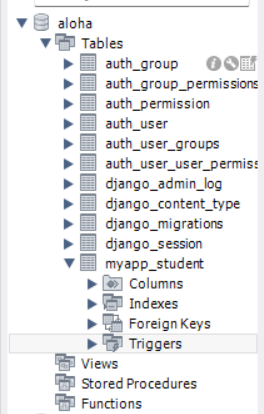 aloha
Tables
auth_group
auth_group_permissions
auth_permission
auth_user
auth_user_groups
auth_user_user_permiss
django_admin_log
django_content_type
django_migrations
django_session
myapp_student
Columns
Indexes
Foreign Keys
Triggers
Views
Stored Procedures
Functions